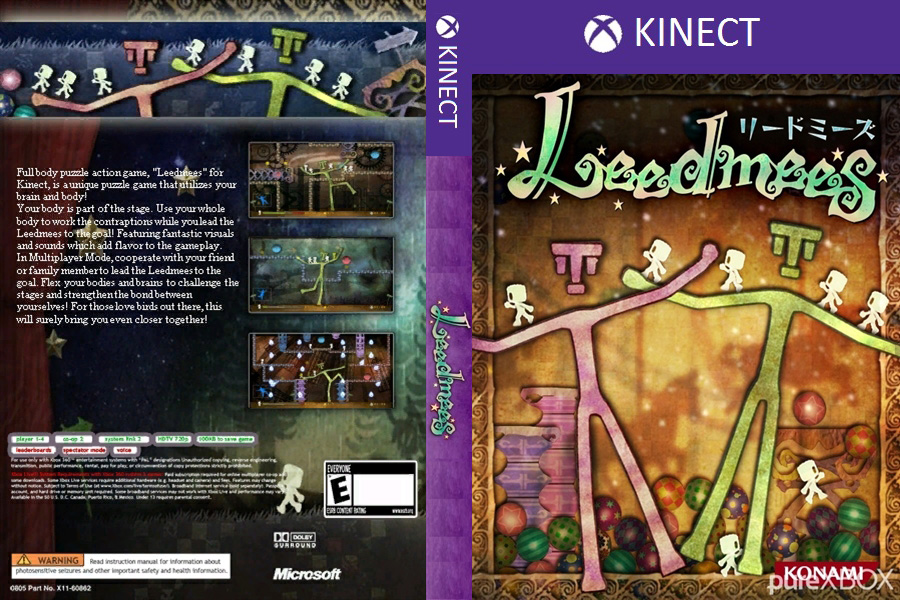 Full body puzzle action game, "Leedmees" for
Kinect, is a unique puzzle game that utilizes your
brain and body!
Your body is part of the stage. Use your whole
body to work the contraptions while you lead the
Leedmees to the goal! Featuring fantastic visuals
and sounds which add flavor to the gameplay.
In Multiplayer Mode, cooperate with your friend
or family member to lead the Leedmees to the
goal. Flex your bodies and brains to challenge the
stages and strengthen the bond between
yourselves! For those love birds out there, this
will surely bring you even closer together!
player 1-4 co-op 2 system link 2 HDTV 720p 100KB to save game
leaderboards spectator mode voice
EVERYONE
E
ESRB CONTENT RATING www.esrb.org
DOLBY
SURROUND
WARNING Read instruction manual for information about
photosensitive seizures and other important safety and health information.
Microsoft
0805 Part No. X11-60862
KINECT
Leedmees
KINECT
リードミーズ
Leedmees
KONAMI
pureXBOX